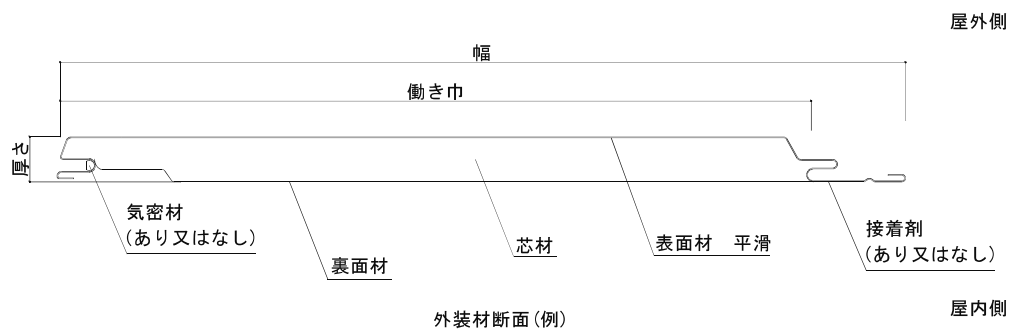 屋外側
幅
働き巾
厚さ
気密材
(あり又はなし)
裏面材
芯材
表面材　平滑
接着剤
(あり又はなし)
屋内側
外装材断面(例)